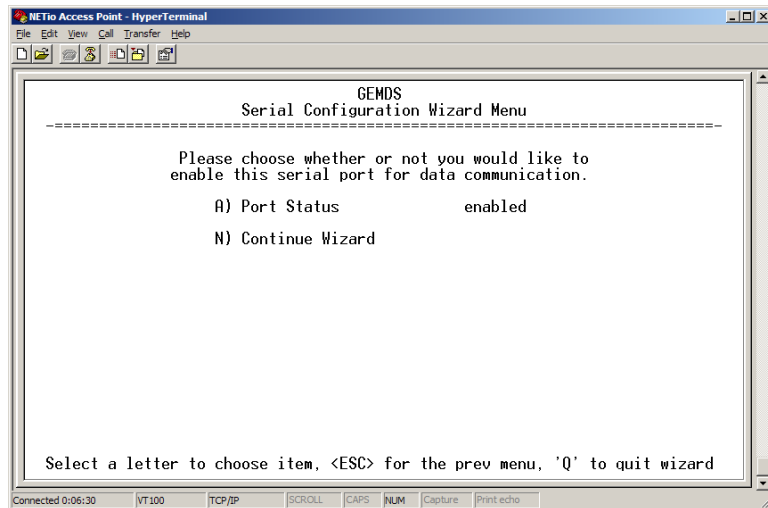 NETio Access Point - HyperTerminal
File Edit View Call Transfer Help
GEMDS
Serial Configuration Wizard Menu
-==========================================================================-
Please choose whether or not you would like to
enable this serial port for data communication.
A) Port Status enabled
N) Continue Wizard
Select a letter to choose item, <ESC> for the prev menu, 'Q' to quit wizard
Connected 0:06:30 VT100 TCP/IP SCROLL CAPS NUM Capture Print echo